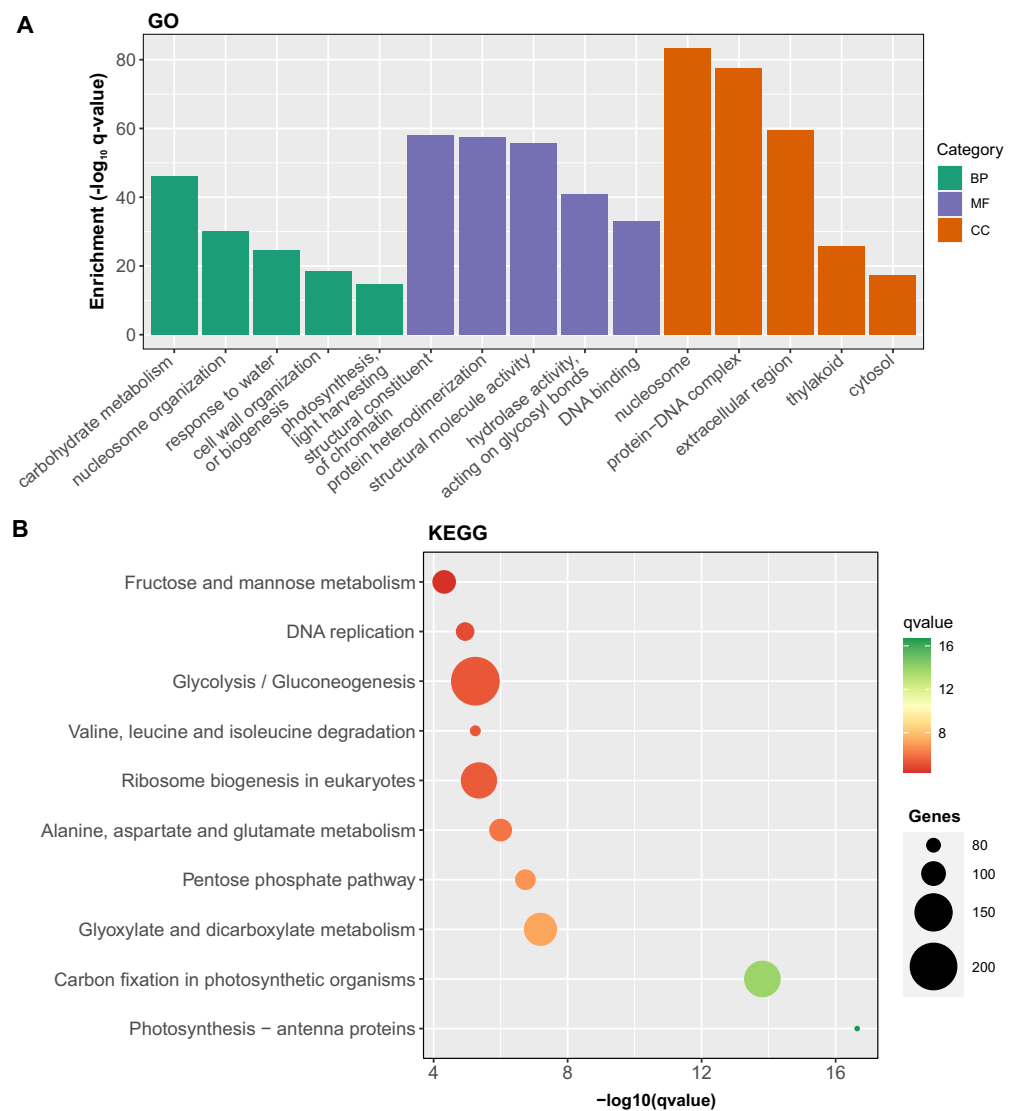 A
GO
Enrichment (-log₁₀ q-value)
80
60
40
20
0
carbohydrate metabolism
nucleosome organization
response to water
cell wall organization
or biogenesis
photosynthesis,
light harvesting
structural constituent
of chromatin
protein heterodimerization
structural molecule activity
hydrolase activity,
acting on glycosyl bonds
DNA binding
nucleosome
protein−DNA complex
extracellular region
thylakoid
cytosol
Category
BP
MF
CC
B
KEGG
Fructose and mannose metabolism
DNA replication
Glycolysis / Gluconeogenesis
Valine, leucine and isoleucine degradation
Ribosome biogenesis in eukaryotes
Alanine, aspartate and glutamate metabolism
Pentose phosphate pathway
Glyoxylate and dicarboxylate metabolism
Carbon fixation in photosynthetic organisms
Photosynthesis − antenna proteins
4 8 12 16
−log10(qvalue)
qvalue
16
12
8
Genes
80
100
150
200